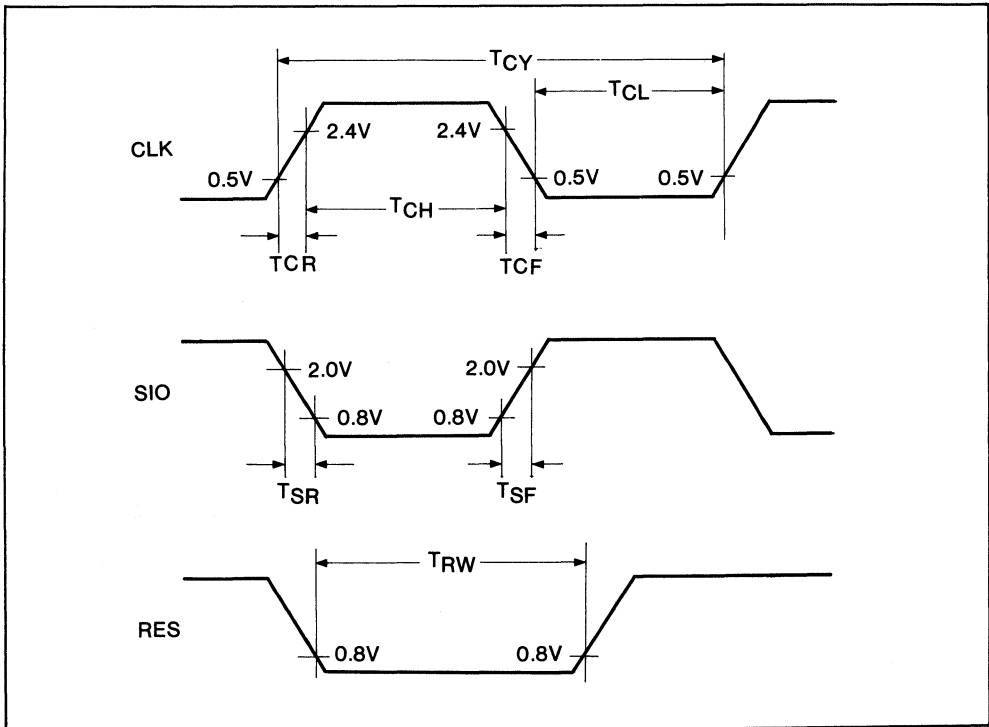 TCY
TCL
CLK
2.4V 2.4V
0.5V 0.5V 0.5V
TCH
TCR TCF
2.0V 2.0V
SIO
0.8V 0.8V
TSR TSF
TRW
RES
0.8V 0.8V